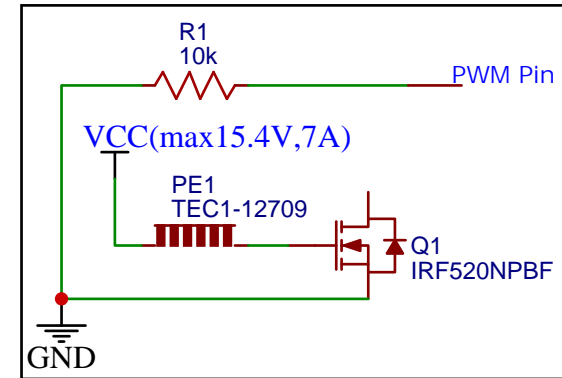 R1
10k
PWM Pin
VCC(max15.4V,7A)
PE1
TEC1-12709
Q1
IRF520NPBF
GND